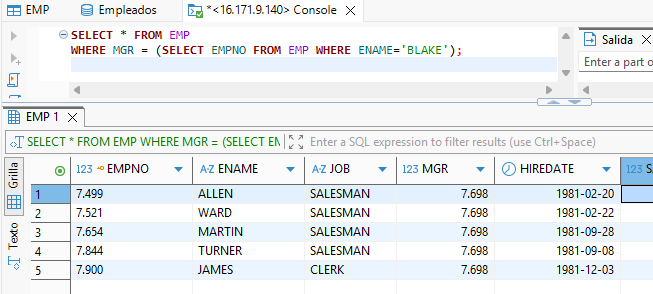 EMP Empleados *<16.171.9.140> Console
SELECT * FROM EMP
WHERE MGR = (SELECT EMPNO FROM EMP WHERE ENAME='BLAKE');
Salida
Enter a part o
EMP 1
SELECT * FROM EMP WHERE MGR = (SELECT EM Enter a SQL expression to filter results (use Ctrl+Space)
Grilla
Texto
123 EMPNO A-Z ENAME A-Z JOB 123 MGR HIREDATE 123 SA
1 7.499 ALLEN SALESMAN 7.698 1981-02-20
2 7.521 WARD SALESMAN 7.698 1981-02-22
3 7.654 MARTIN SALESMAN 7.698 1981-09-28
4 7.844 TURNER SALESMAN 7.698 1981-09-08
5 7.900 JAMES CLERK 7.698 1981-12-03